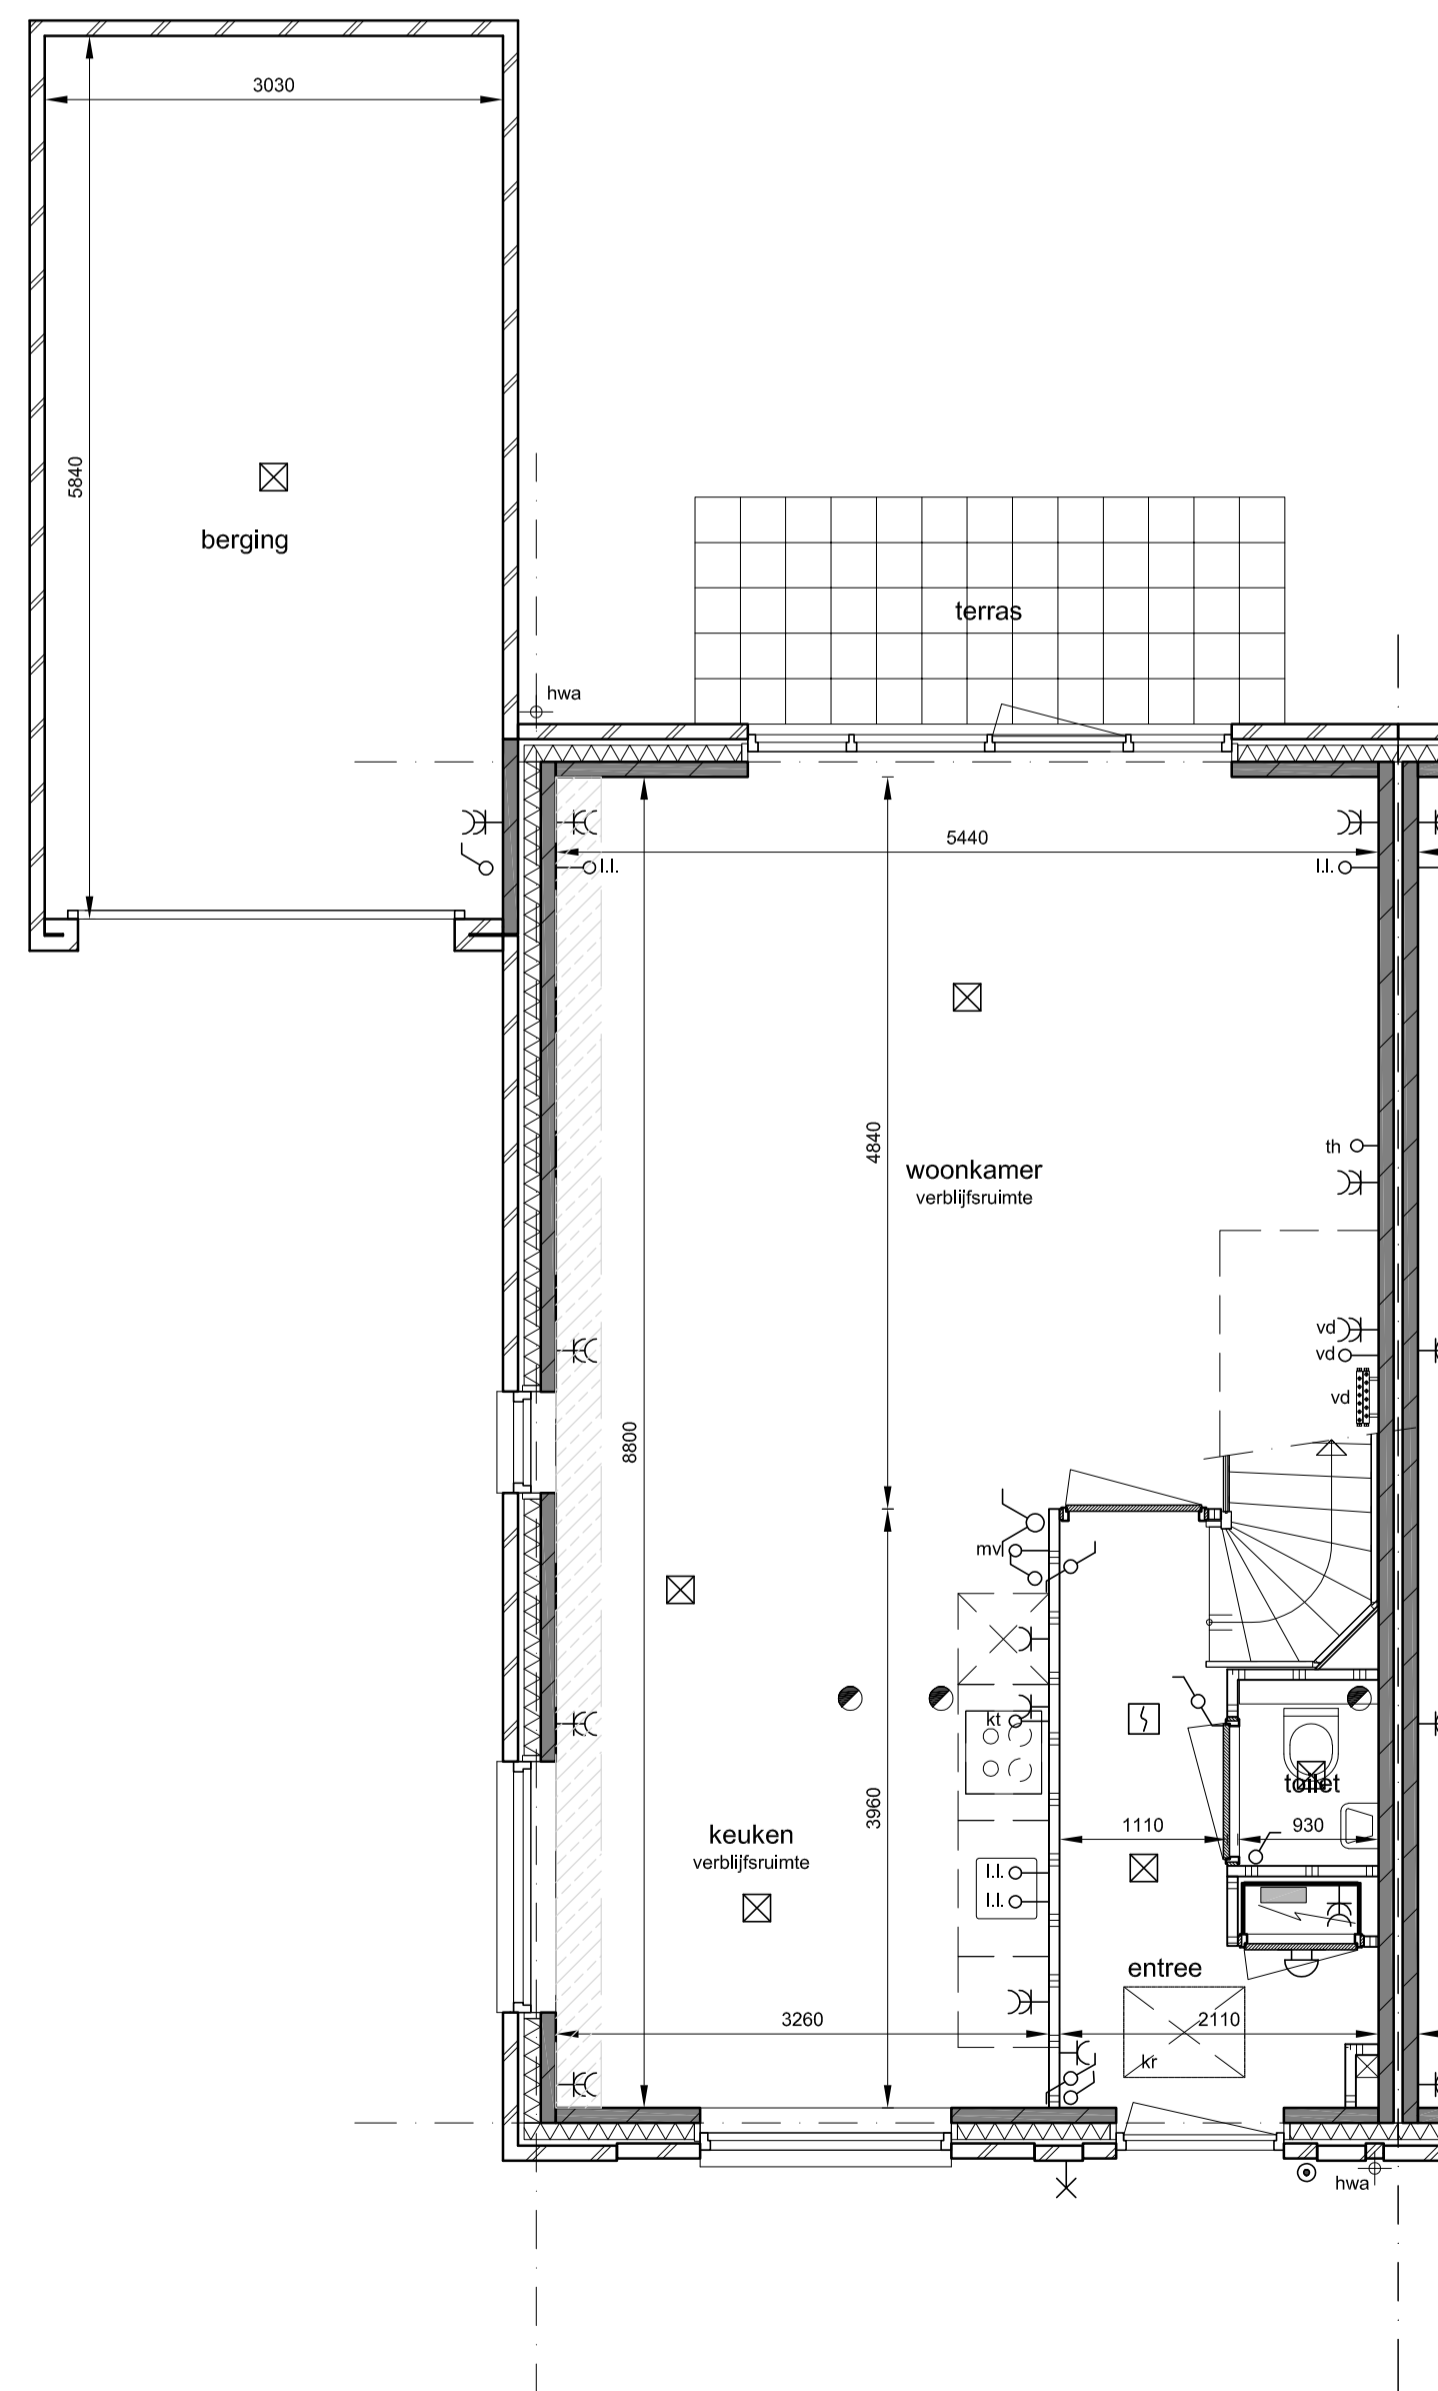 3030
5840
berging
terras
hwa
5440
l.l.
l.l.
th
4840
woonkamer
verblijfsruimte
vd
vd
vd
8800
mv
kt
toilet
3960
1110
930
keuken
verblijfsruimte
l.l.
l.l.
entree
3260
2110
kr
hwa